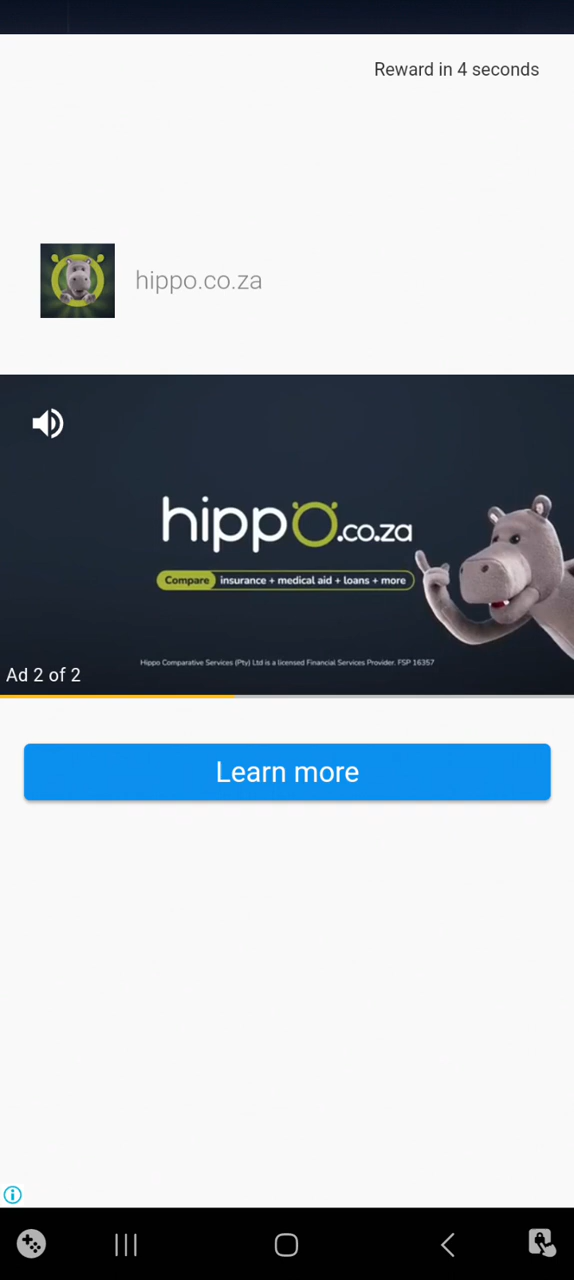 Reward in 4 seconds
hippo.co.za
hippo.co.za
Compare insurance + medical aid + loans + more
Hippo Comparative Services (Pty) Ltd is a licensed Financial Services Provider. FSP 16357
Ad 2 of 2
Learn more